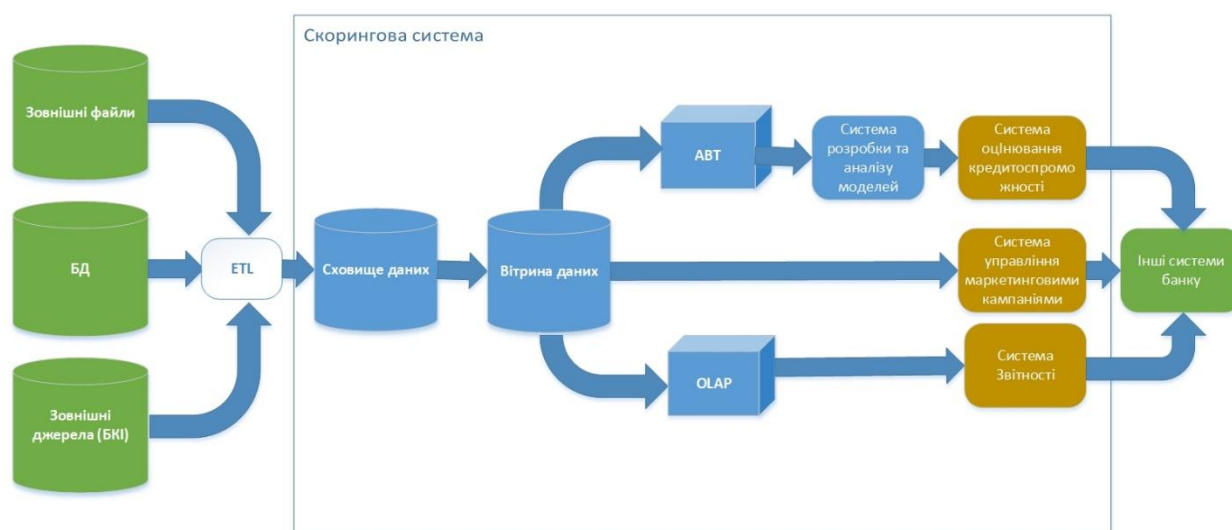 Скорингова система
Зовнішні файли
БД
Зовнішні
джерела (БКІ)
ETL
Сховище даних
Вітрина даних
АВТ
Система
розробки та
аналізу
моделей
Система
оцІнювання
кредитоспромо
жності
Система
управління
маркетинговими
кампаніями
OLAP
Система
Звітності
Інші системи
банку